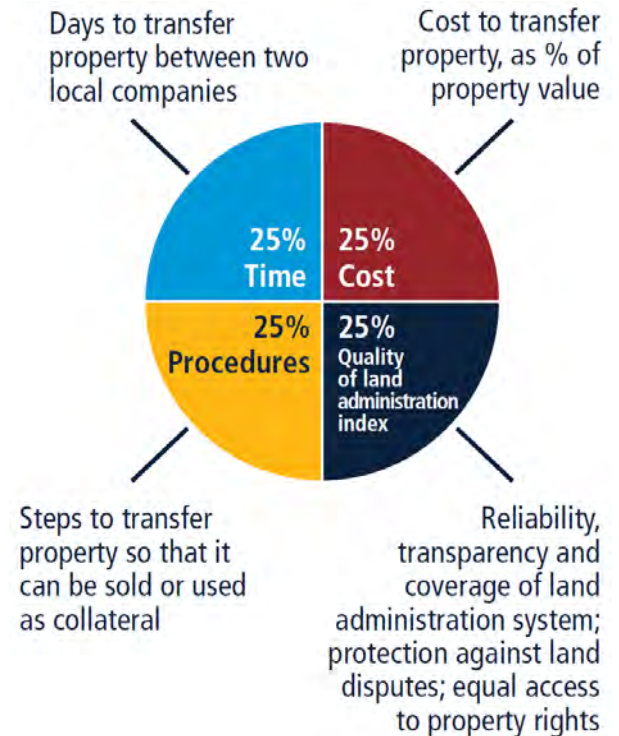 Days to transfer
property between two
local companies
Cost to transfer
property, as % of
property value
25%
Time
25%
Cost
25%
Procedures
25%
Quality
of land
administration
index
Steps to transfer
property so that it
can be sold or used
as collateral
Reliability,
transparency and
coverage of land
administration system;
protection against land
disputes; equal access
to property rights